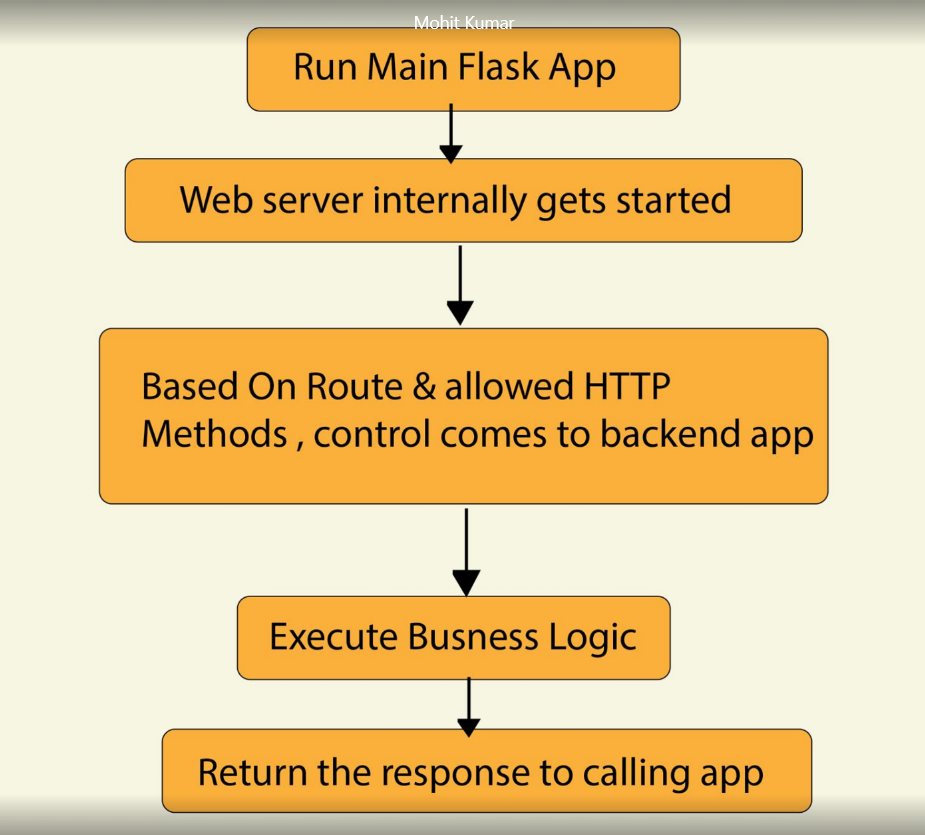 Mohit Kumar
Run Main Flask App
Web server internally gets started
Based On Route & allowed HTTP
Methods , control comes to backend app
Execute Busness Logic
Return the response to calling app